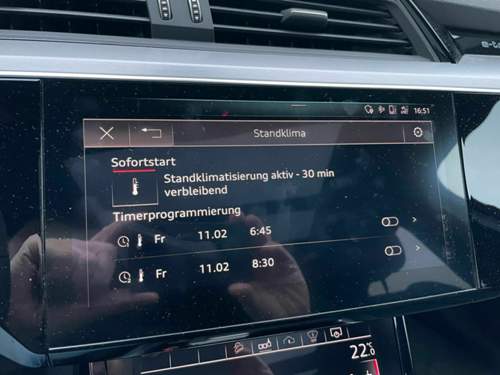 e-tro
16:51
Standklima
Sofortstart
Standklimatisierung aktiv - 30 min
verbleibend
Timerprogrammierung
Fr 11.02 6:45
Fr 11.02 8:30
22°C